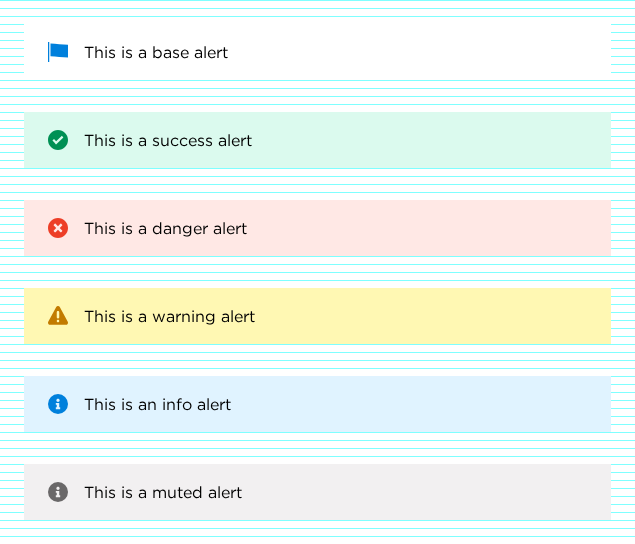 This is a base alert
This is a success alert
This is a danger alert
This is a warning alert
This is an info alert
This is a muted alert